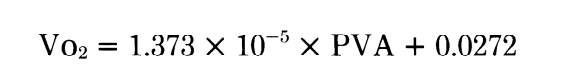 Vo₂ = 1.373 × 10⁻⁵ × PVA + 0.0272